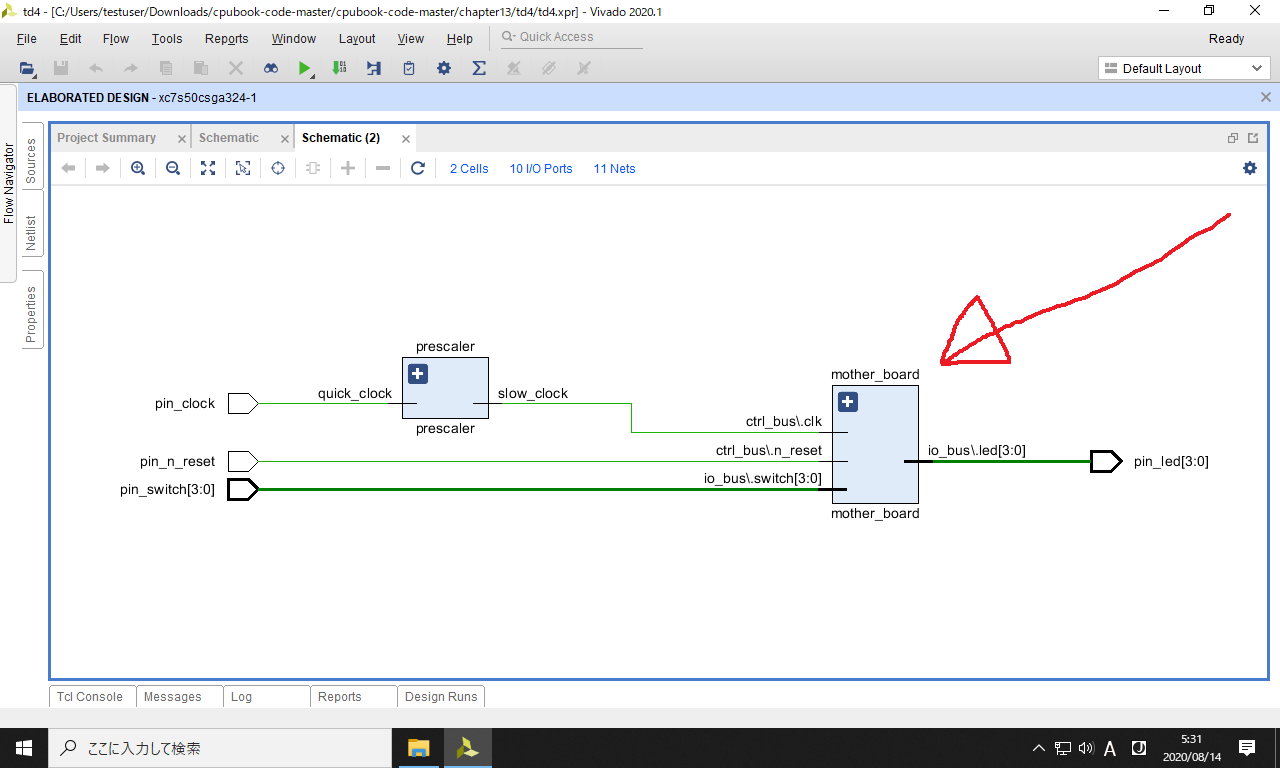 td4 - [C:/Users/testuser/Downloads/cpubook-code-master/cpubook-code-master/chapter13/td4/td4.xpr] - Vivado 2020.1
File Edit Flow Tools Reports Window Layout View Help Quick Access Ready
Default Layout
ELABORATED DESIGN - xc7s50csga324-1
Flow Navigator
Sources
Netlist
Properties
Project Summary Schematic Schematic (2)
2 Cells 10 I/O Ports 11 Nets
prescaler
mother_board
pin_clock quick_clock slow_clock
ctrl_bus\.clk
prescaler
pin_n_reset ctrl_bus\.n_reset io_bus\.led[3:0] pin_led[3:0]
pin_switch[3:0] io_bus\.switch[3:0]
mother_board
Tcl Console Messages Log Reports Design Runs
ここに入力して検索
A J
5:31
2020/08/14